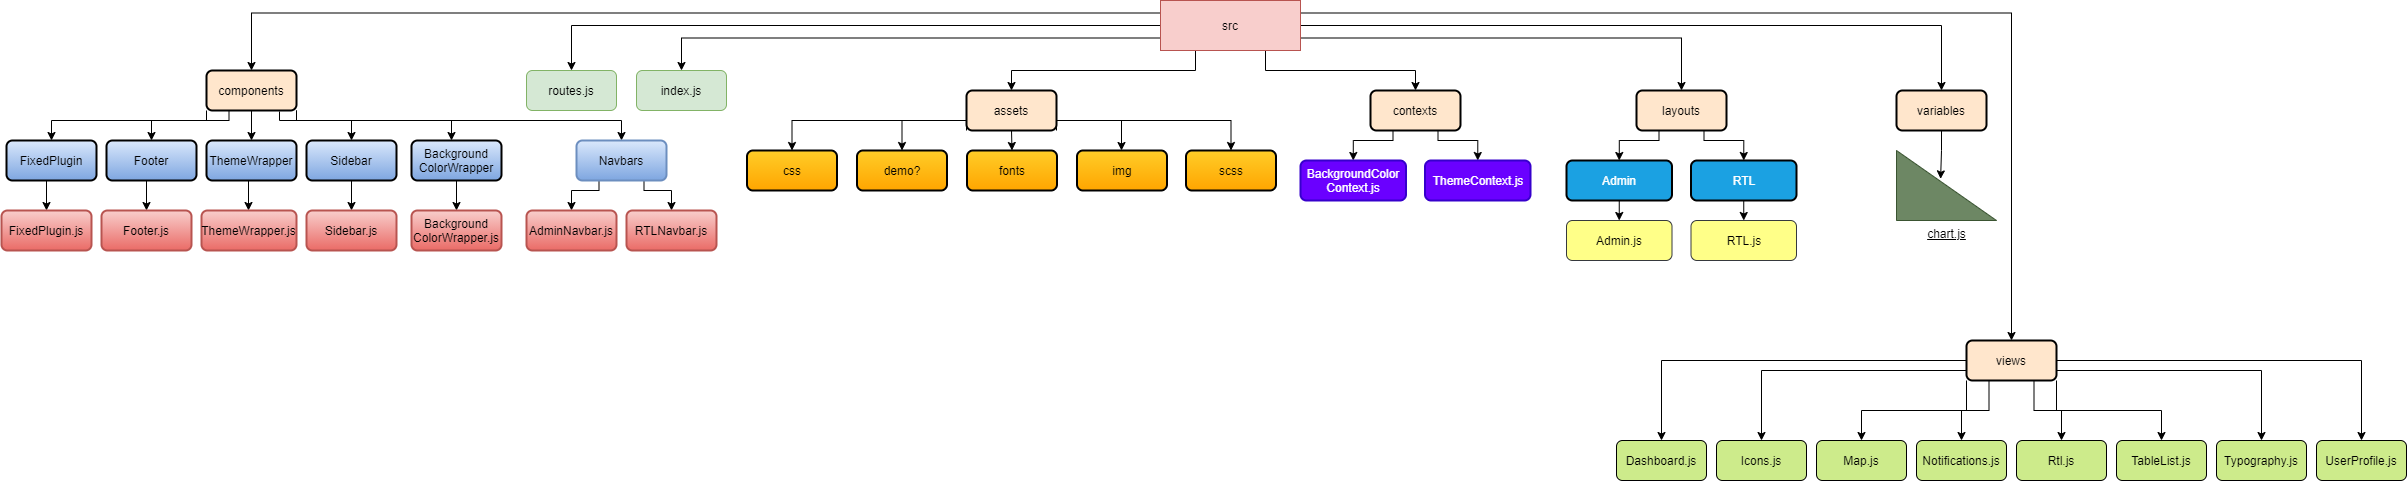 src
components
routes.js
index.js
assets
contexts
layouts
variables
FixedPlugin
Footer
ThemeWrapper
Sidebar
Background
ColorWrapper
Navbars
css
demo?
fonts
img
scss
BackgroundColor
Context.js
ThemeContext.js
Admin
RTL
FixedPlugin.js
Footer.js
ThemeWrapper.js
Sidebar.js
Background
ColorWrapper.js
AdminNavbar.js
RTLNavbar.js
Admin.js
RTL.js
chart.js
views
Dashboard.js
Icons.js
Map.js
Notifications.js
Rtl.js
TableList.js
Typography.js
UserProfile.js